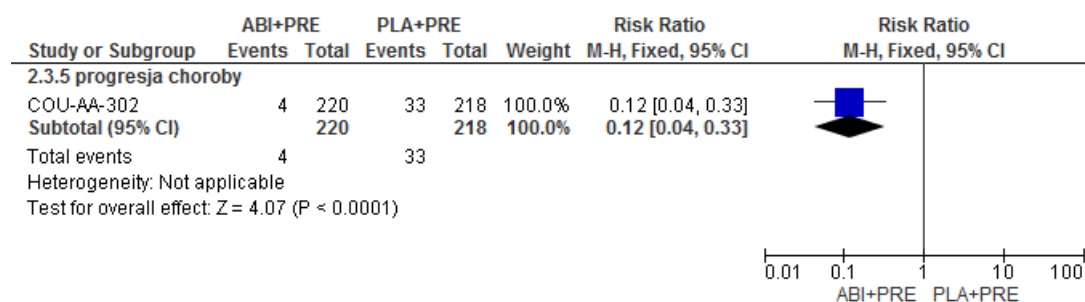 ABI+PRE PLA+PRE Risk Ratio Risk Ratio
Study or Subgroup Events Total Events Total Weight M-H, Fixed, 95% CI M-H, Fixed, 95% CI
2.3.5 progresja choroby
COU-AA-302 4 220 33 218 100.0% 0.12 [0.04, 0.33]
Subtotal (95% CI) 220 218 100.0% 0.12 [0.04, 0.33]
Total events 4 33
Heterogeneity: Not applicable
Test for overall effect: Z = 4.07 (P < 0.0001)
0.01 0.1 1 10 100
ABI+PRE PLA+PRE